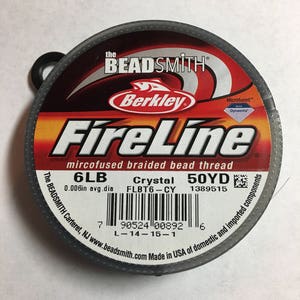 the
BEADSMITH
Berkley
FireLine
mircofused braided bead thread
6LB Crystal 50YD
0.006in avg.dia FLBT6-CY 1389515
7 90524 00892 6
L-14-15-1
The BEADSMITH Carteret, NJ www.beadsmith.com Made in USA of domestic and imported components